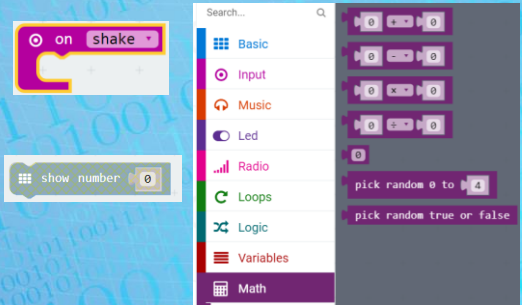 on shake
show number 0
Search...
Basic
Input
Music
Led
Radio
Loops
Logic
Variables
Math
0 + 0
0 - 0
0 × 0
0 ÷ 0
0
pick random 0 to 4
pick random true or false